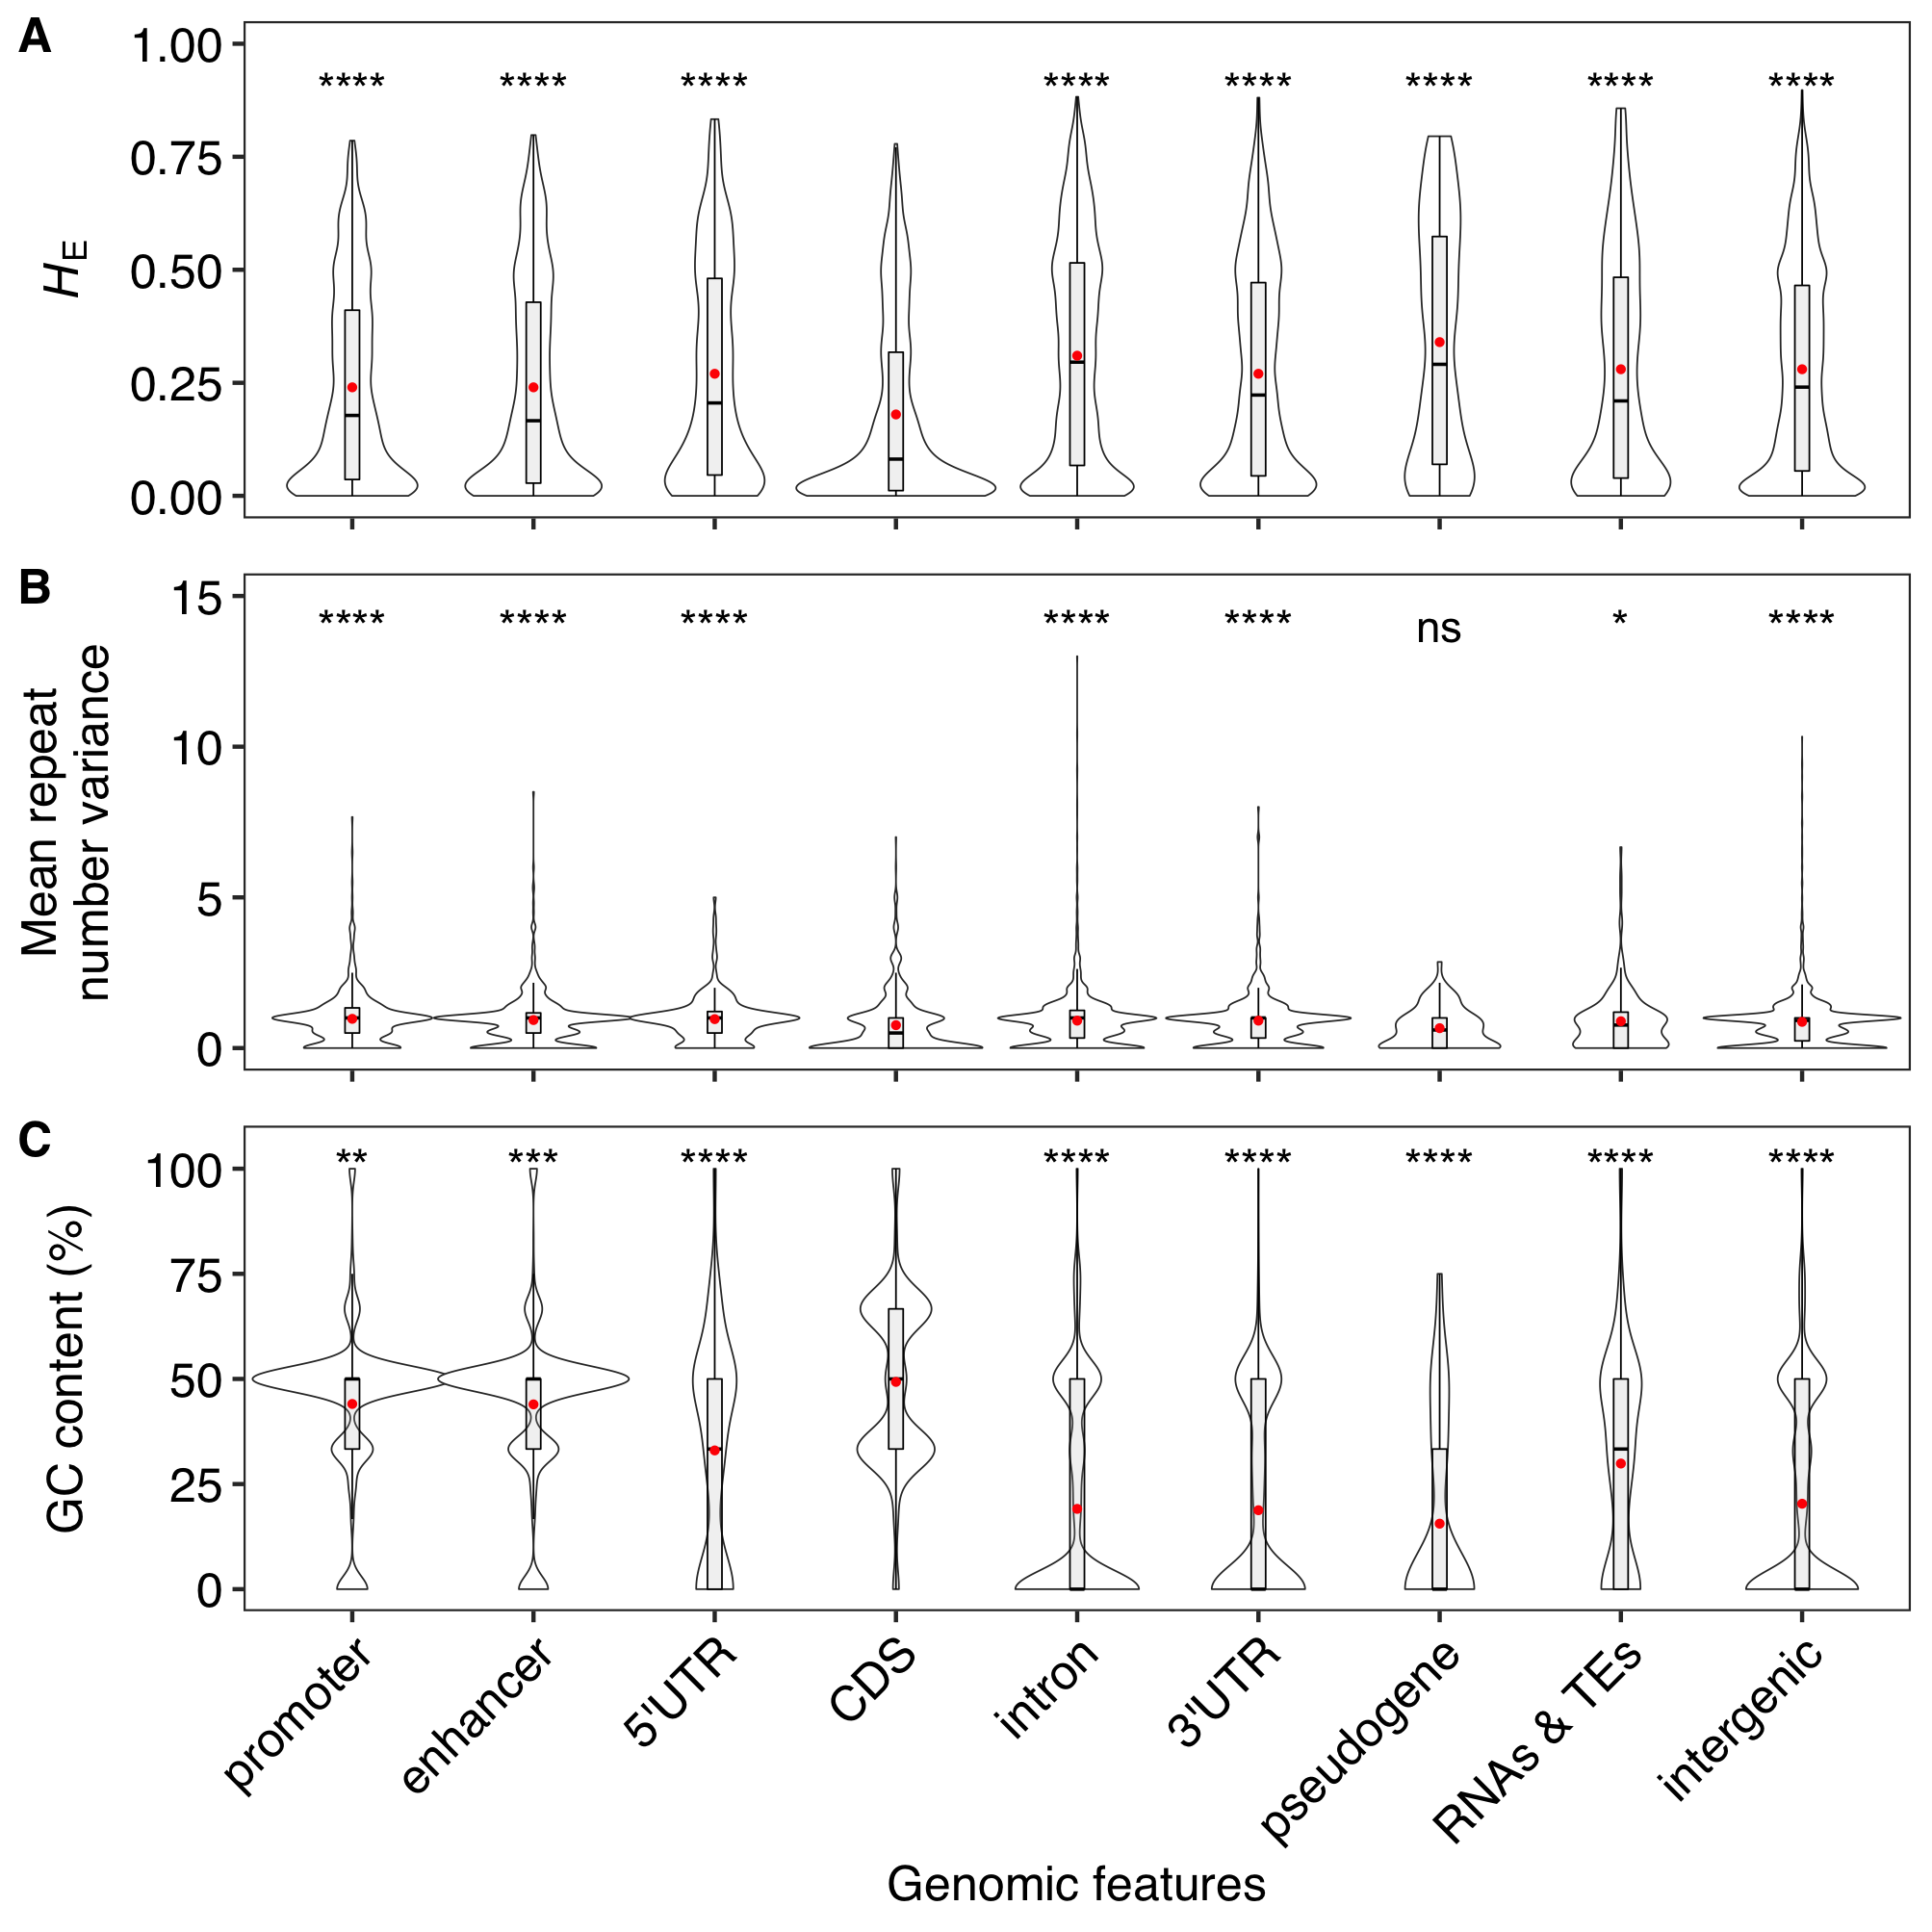 A
1.00
0.75
0.50
0.25
0.00
HE
**** **** **** **** **** **** **** ****
B
15
10
5
0
Mean repeat
number variance
**** **** **** **** **** ns * ****
C
100
75
50
25
0
GC content (%)
** *** **** **** **** **** **** ****
promoter
enhancer
5'UTR
CDS
intron
3'UTR
pseudogene
RNAs & TEs
intergenic
Genomic features